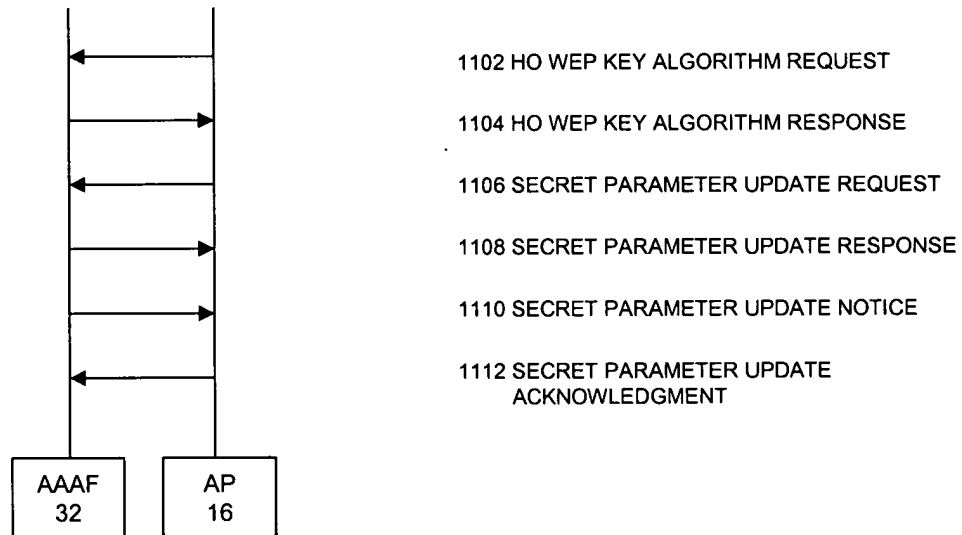 1102 HO WEP KEY ALGORITHM REQUEST
1104 HO WEP KEY ALGORITHM RESPONSE
1106 SECRET PARAMETER UPDATE REQUEST
1108 SECRET PARAMETER UPDATE RESPONSE
1110 SECRET PARAMETER UPDATE NOTICE
1112 SECRET PARAMETER UPDATE
ACKNOWLEDGMENT
AAAF
32
AP
16